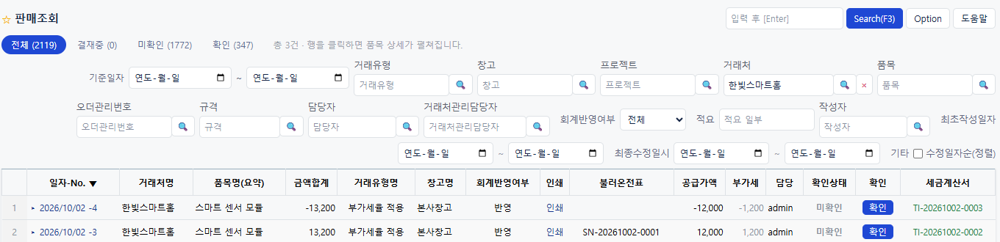 ☆ 판매조회
입력 후 [Enter] Search(F3) Option 도움말
전체 (2119) 결재중 (0) 미확인 (1772) 확인 (347) 총 3건 · 행을 클릭하면 품목 상세가 펼쳐집니다.
거래유형 창고 프로젝트 거래처 품목
기준일자 연도-월-일 ~ 연도-월-일 거래유형 창고 프로젝트 한빛스마트홈 × 품목
오더관리번호 규격 담당자 거래처관리담당자 작성자
오더관리번호 규격 담당자 거래처관리담당자 회계반영여부 전체 적요 적요 일부 작성자 최초작성일자
연도-월-일 ~ 연도-월-일 최종수정일시 연도-월-일 ~ 연도-월-일 기타 수정일자순(정렬)
일자-No. ▼ 거래처명 품목명(요약) 금액합계 거래유형명 창고명 회계반영여부 인쇄 불러온전표 공급가액 부가세 담당 확인상태 확인 세금계산서
1 ▸ 2026/10/02 -4 한빛스마트홈 스마트 센서 모듈 -13,200 부가세율 적용 본사창고 반영 인쇄 -12,000 -1,200 admin 미확인 확인 TI-20261002-0003
2 ▸ 2026/10/02 -3 한빛스마트홈 스마트 센서 모듈 13,200 부가세율 적용 본사창고 반영 인쇄 SN-20261002-0001 12,000 1,200 admin 미확인 확인 TI-20261002-0002